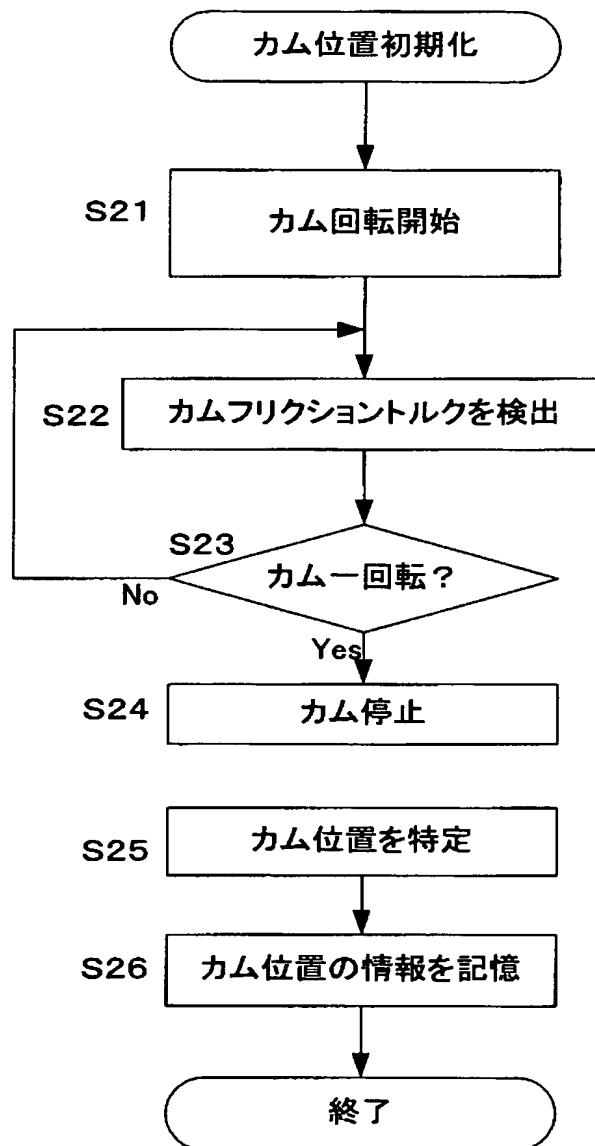 カム位置初期化
S21
カム回転開始
S22
カムフリクショントルクを検出
S23
カム一回転？
No
Yes
S24
カム停止
S25
カム位置を特定
S26
カム位置の情報を記憶
終了